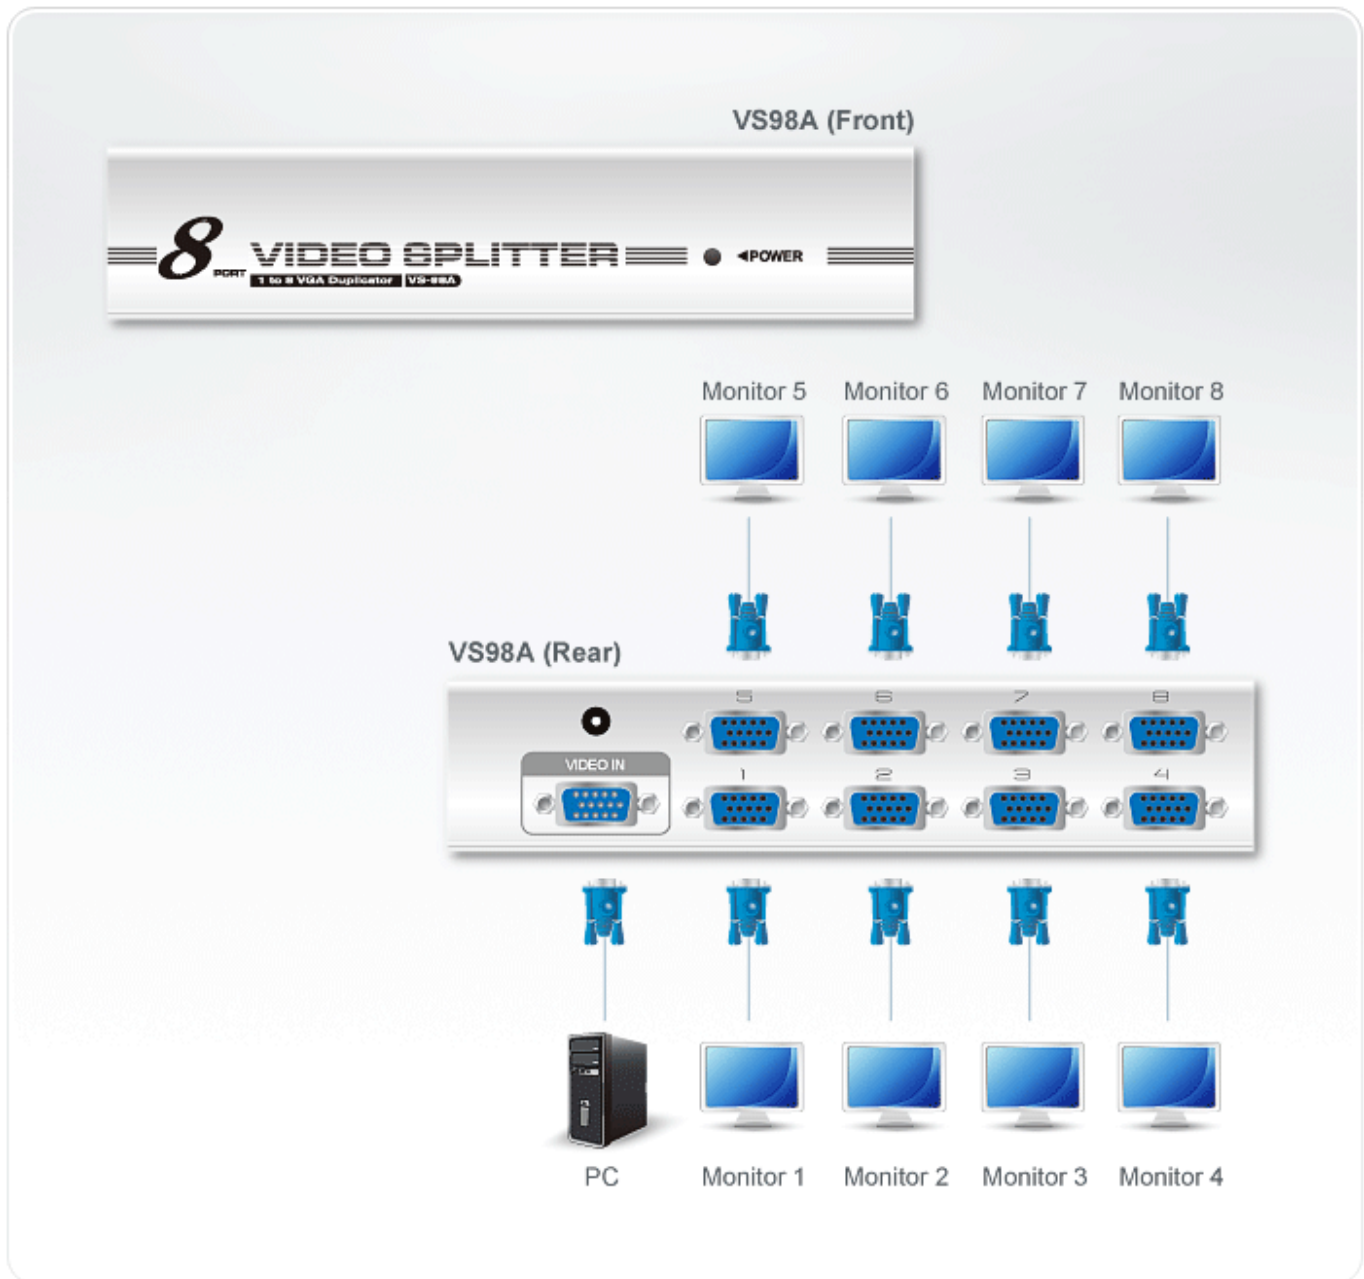 VS98A (Front)
8 PORT VIDEO SPLITTER ◀POWER
1 to 8 VGA Duplicator VS-98A
Monitor 5 Monitor 6 Monitor 7 Monitor 8
VS98A (Rear)
5 6 7 8
VIDEO IN
1 2 3 4
PC Monitor 1 Monitor 2 Monitor 3 Monitor 4